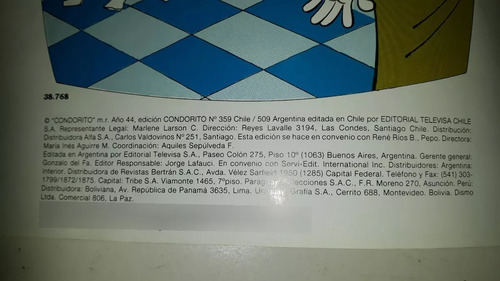 38.768
© "CONDORITO" m.r. Año 44, edición CONDORITO Nº 359 Chile / 509 Argentina editada en Chile por EDITORIAL TELEVISA CHILE
S.A. Representante Legal: Marlene Larson C. Dirección: Reyes Lavalle 3194, Las Condes, Santiago Chile. Distribución:
Distribuidora Alfa S.A., Carlos Valdovinos Nº 251, Santiago. Esta edición se hace en convenio con René Rios B., Pepo. Directora:
María Inés Aguirre M. Coordinación: Aquiles Sepúlveda F.
Editada en Argentina por Editorial Televisa S.A., Paseo Colón 275, Piso 10º (1063) Buenos Aires, Argentina. Gerente general:
Gonzalo del Fa. Editor Responsable: Jorge Lafauci. En convenio con Servi-Edit. International Inc. Distribuidores: Argentina:
Interior. Distribuidora de Revistas Bertrán S.A.C., Avda. Vélez Sarfield 1950 (1285) Capital Federal. Teléfono y Fax: (541) 303-
1799/1872/1875. Capital: Tribe S.A. Viamonte 1465, 7ºpiso. Selecciones S.A.C., F.R. Moreno 270, Asunción. Perú:
Distribuidora: Boliviana, Av. República de Panamá 3635, Lima. Grafía S.A., Cerrito 688, Montevideo. Bolivia. Dismo
Ltda. Comercial 806, La Paz.